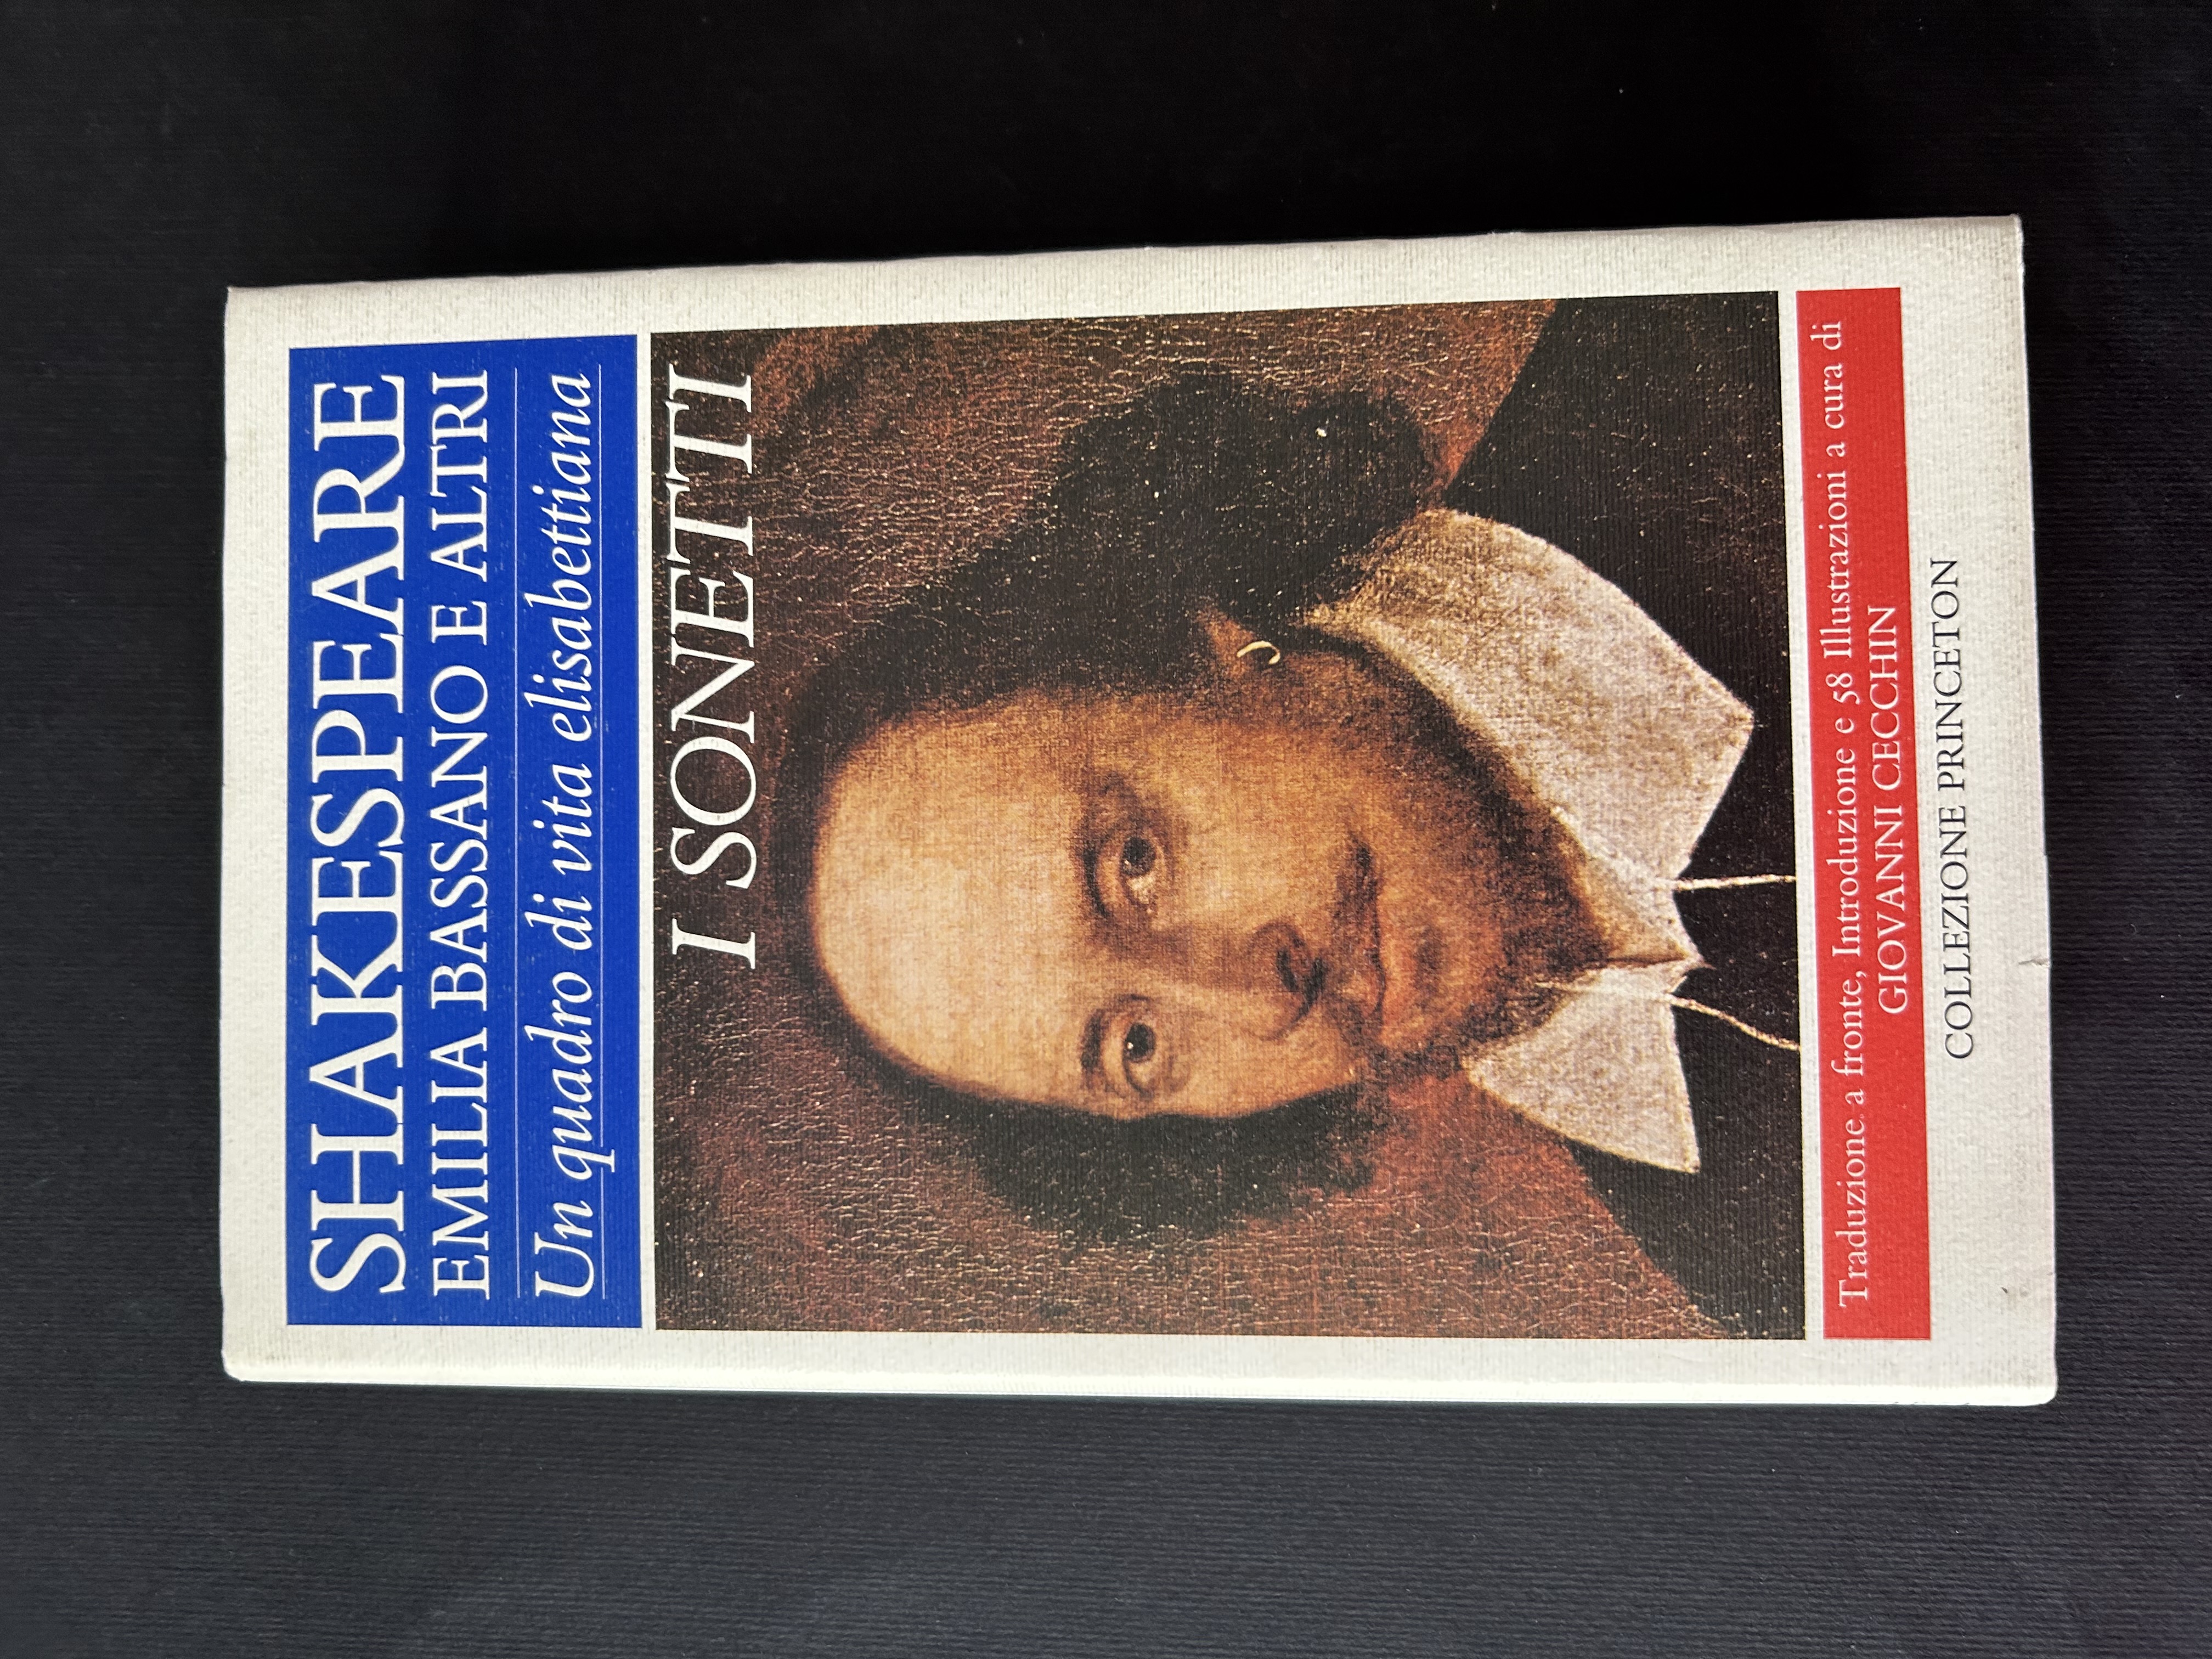 SHAKESPEARE
EMILIA BASSANO E ALTRI
Un quadro di vita elisabettiana
I SONETTI
Traduzione a fronte, Introduzione e 58 Illustrazioni a cura di
GIOVANNI CECCHIN
COLLEZIONE PRINCETON